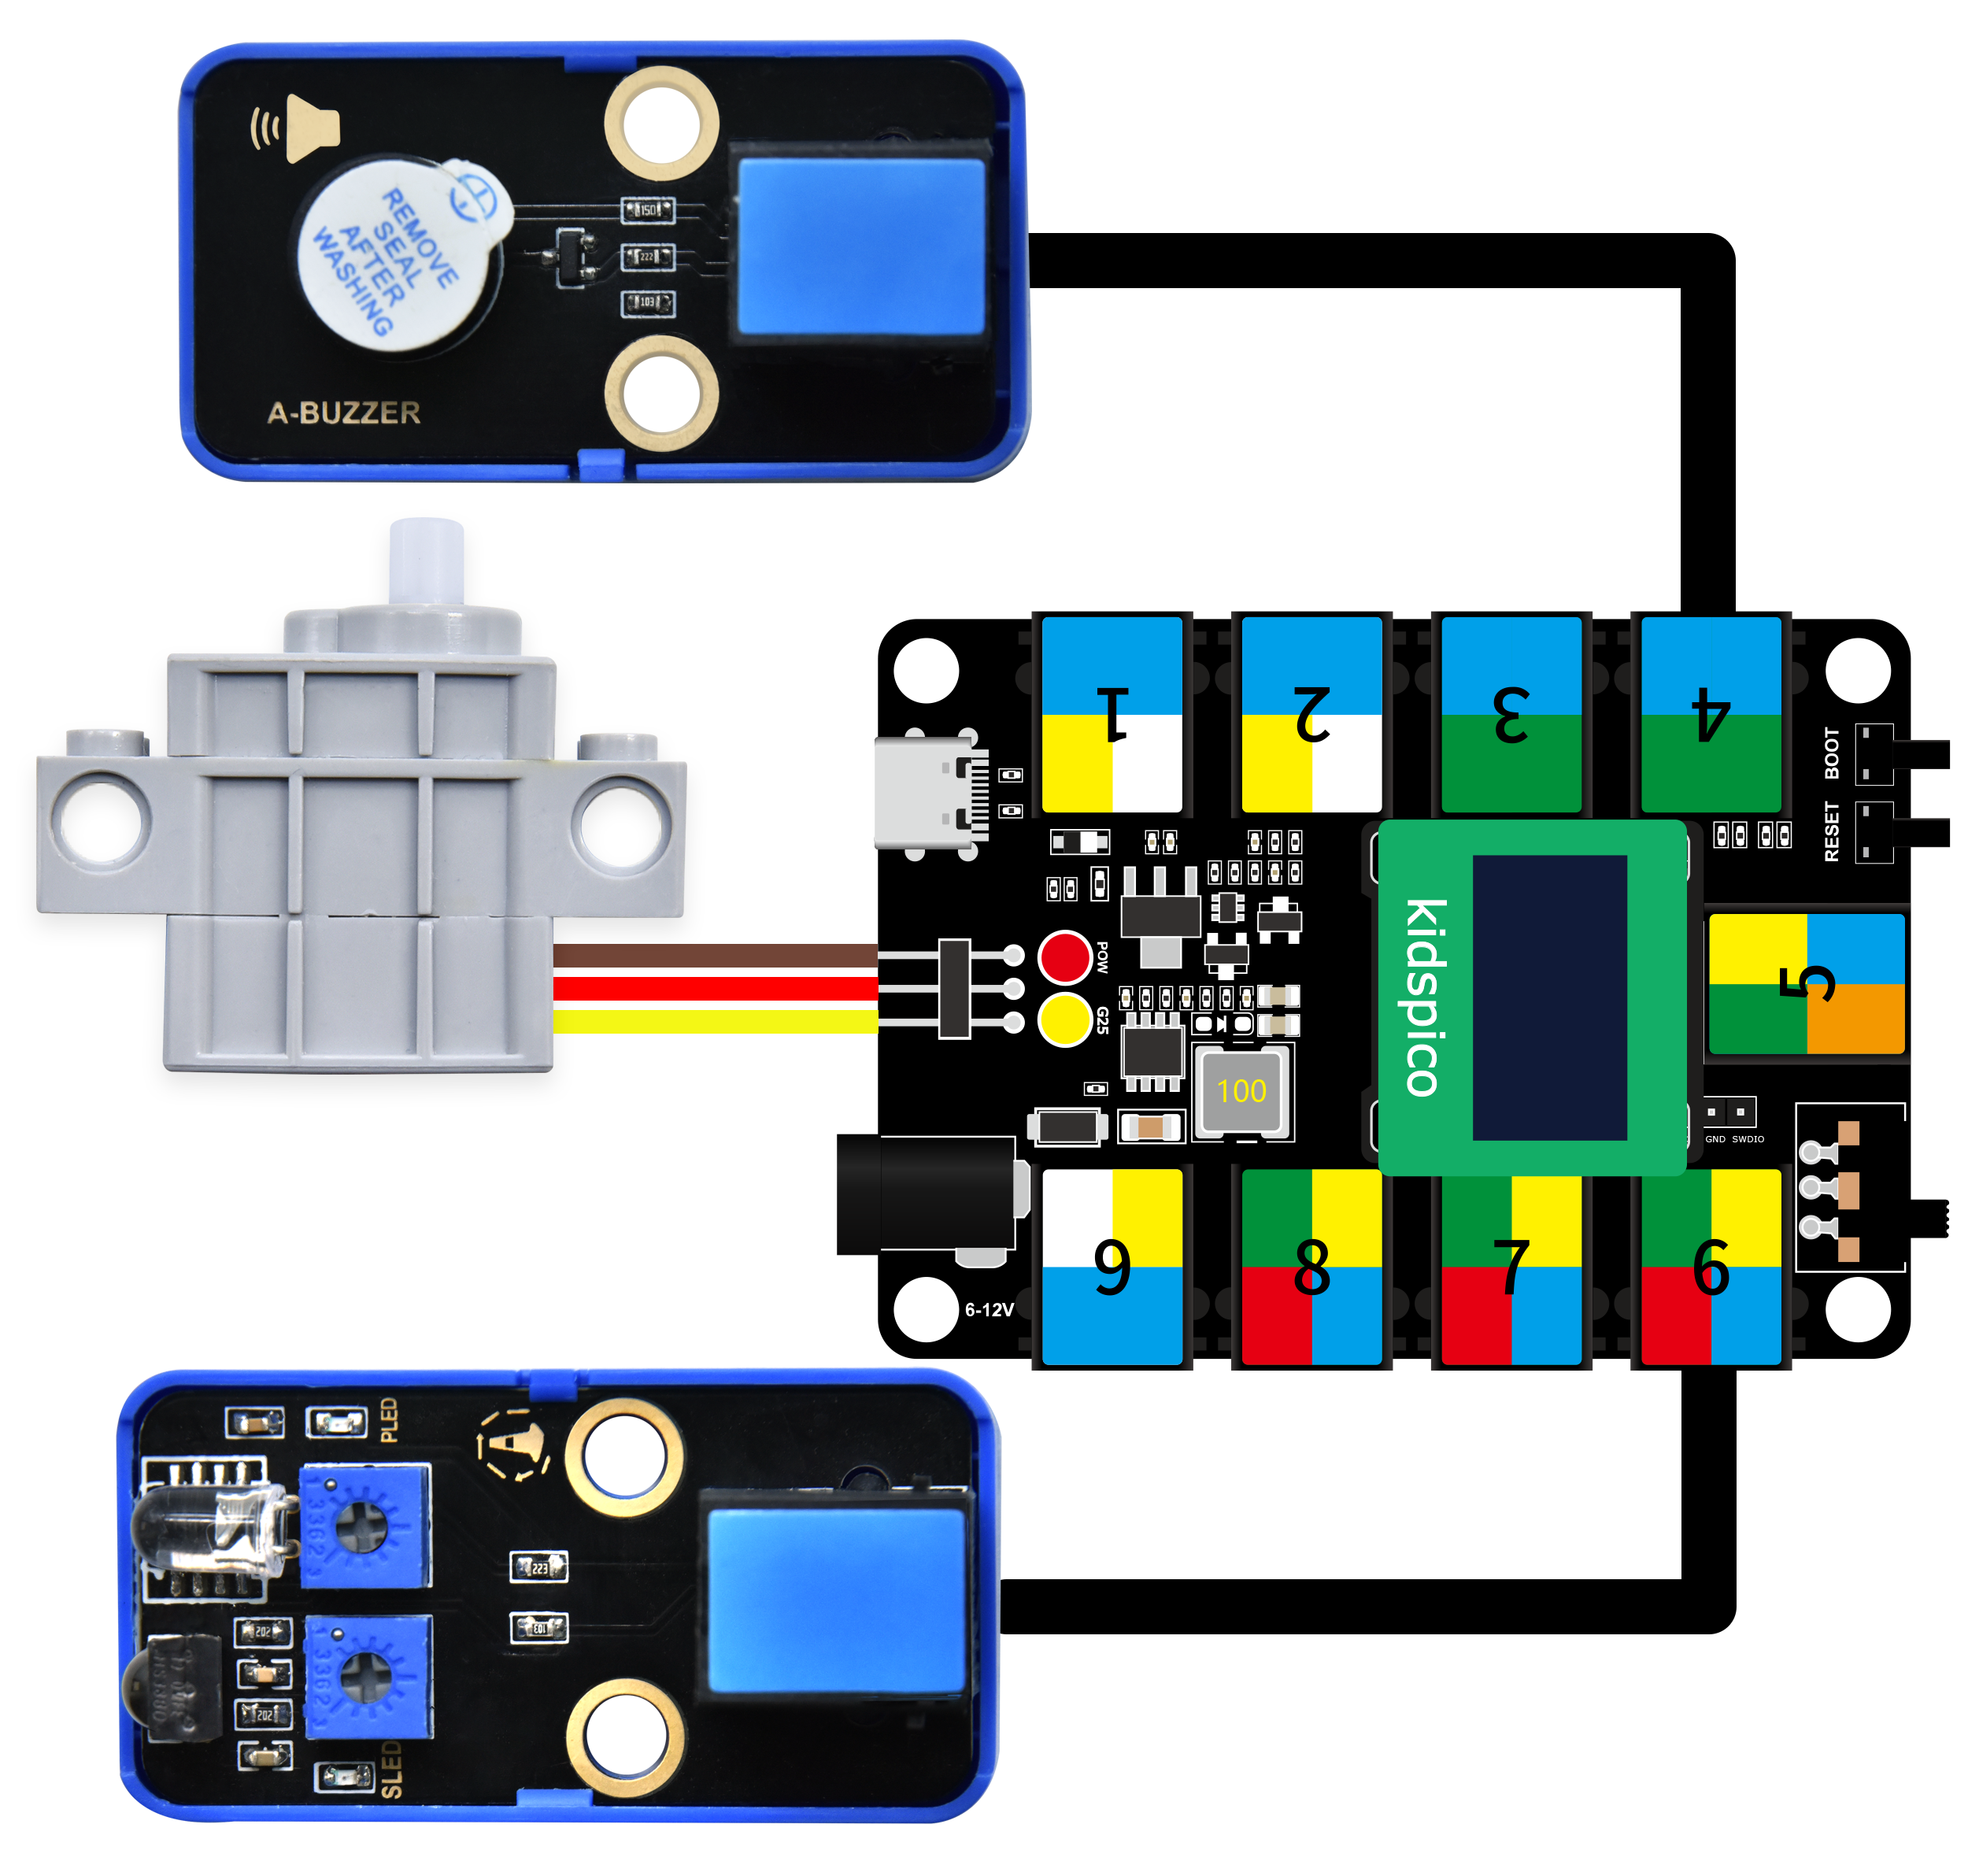 150
222
103
REMOVE
SEAL
AFTER
WASHING
A-BUZZER
1
2
3
4
BOOT
RESET
kidspico
5
POW
G25
100
GND SWDIO
9
8
7
6
6-12V
PLED
3362
223
103
202
202
3362
SLED